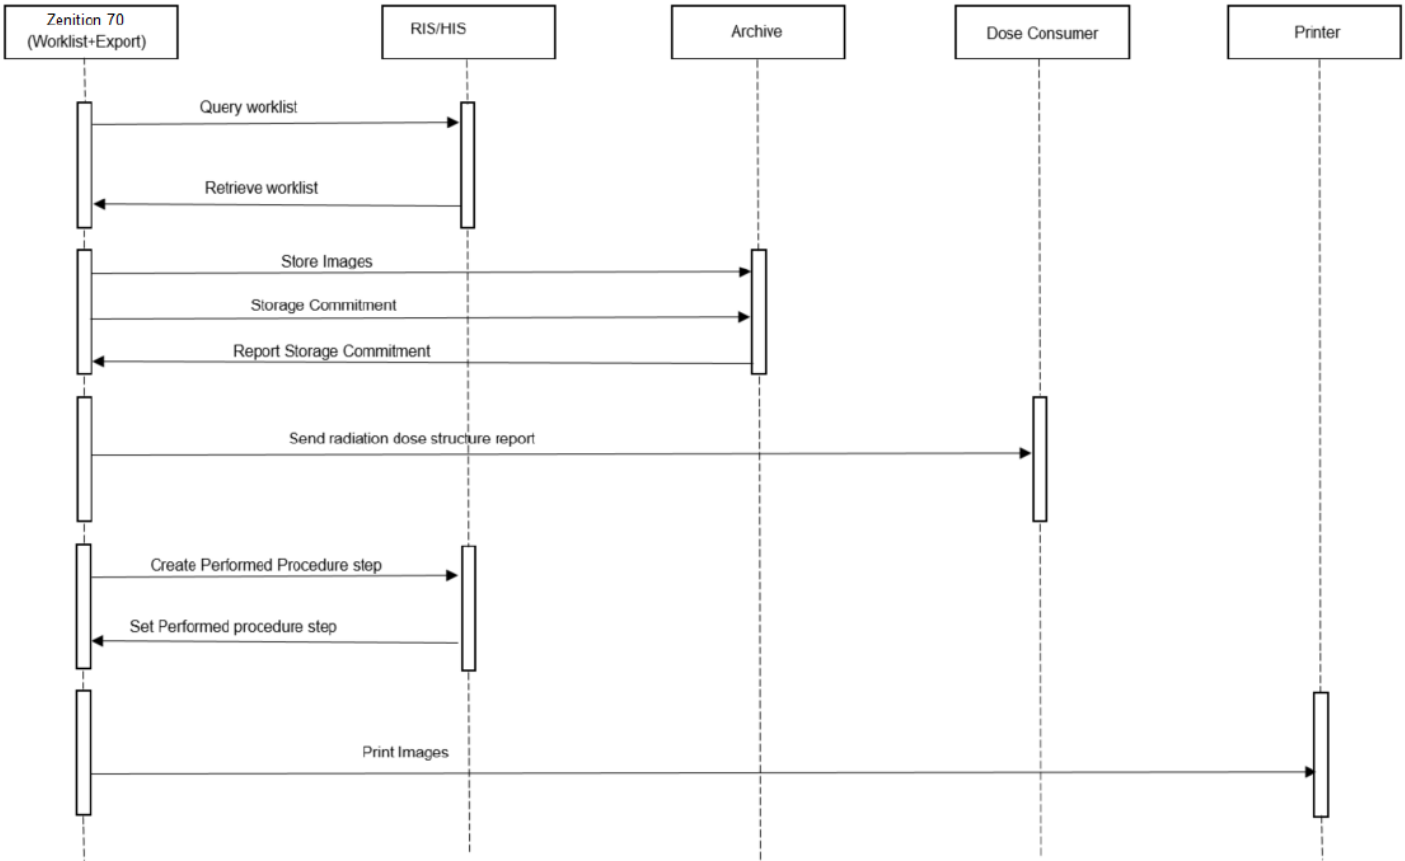 Zenition 70
(Worklist+Export)
RIS/HIS
Archive
Dose Consumer
Printer
Query worklist
Retrieve worklist
Store Images
Storage Commitment
Report Storage Commitment
Send radiation dose structure report
Create Performed Procedure step
Set Performed procedure step
Print Images